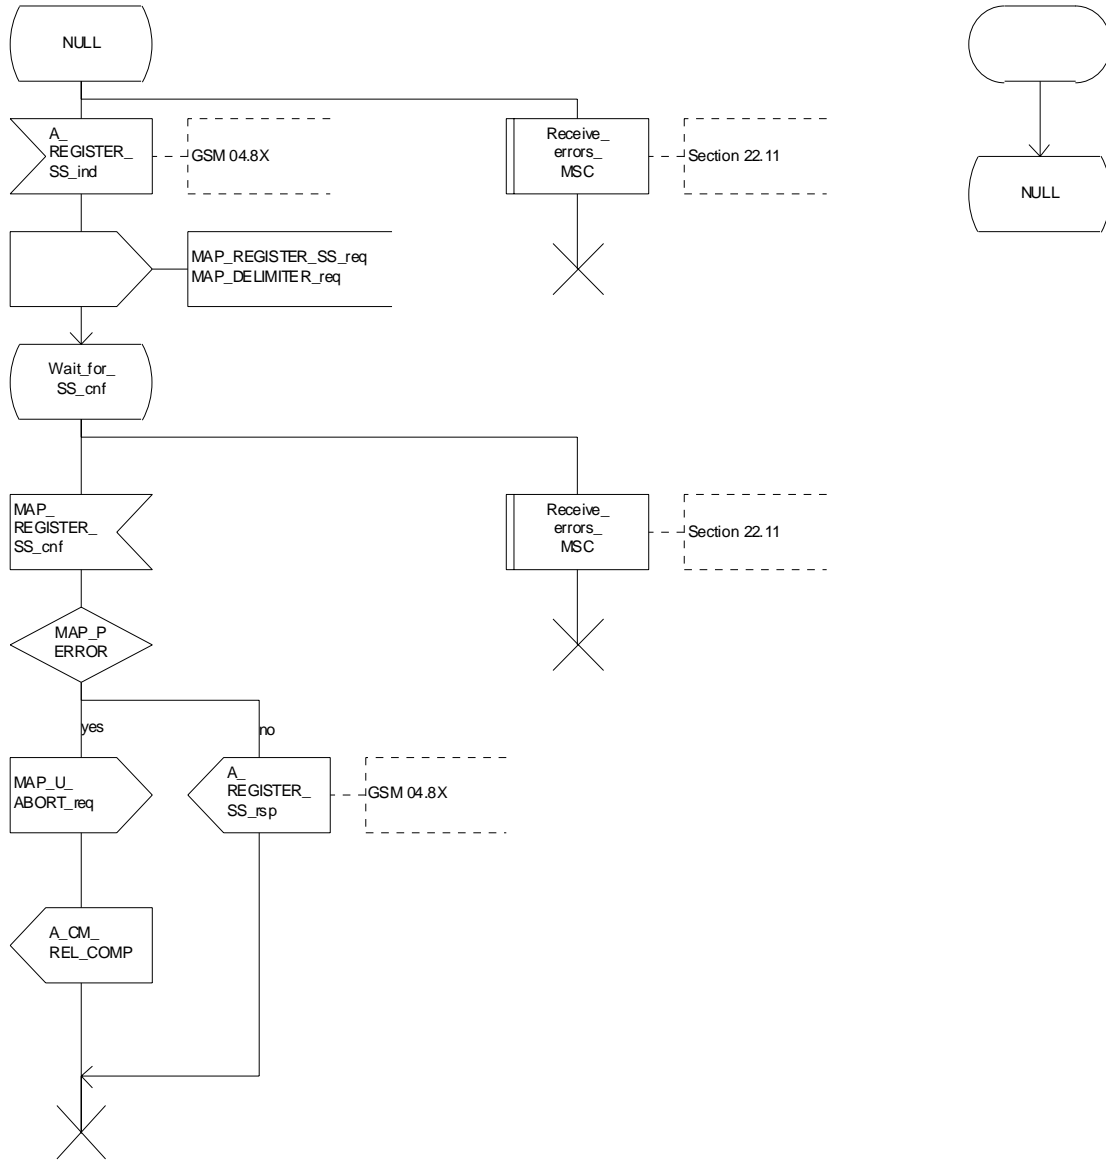 NULL
A_
REGISTER_
SS_ind
GSM 04.8X
Receive_
errors_
MSC
Section 22.11
NULL
MAP_REGISTER_SS_req
MAP_DELIMITER_req
Wait_for_
SS_cnf
MAP_
REGISTER_
SS_cnf
Receive_
errors_
MSC
Section 22.11
MAP_P
ERROR
yes
no
MAP_U_
ABORT_req
A_
REGISTER_
SS_rsp
GSM 04.8X
A_CM_
REL_COMP